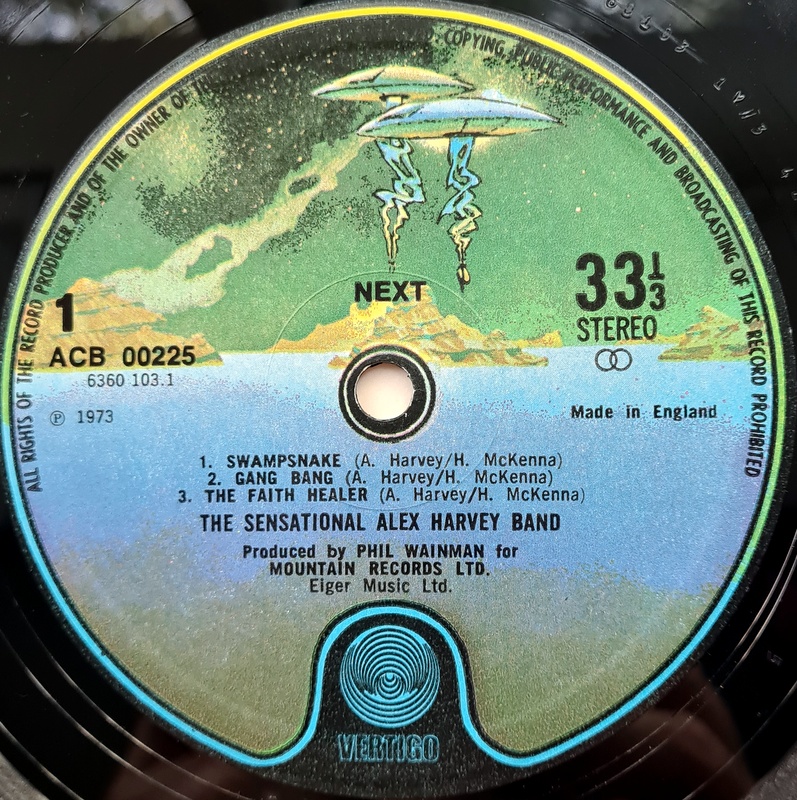 ALL RIGHTS OF THE RECORD PRODUCER AND OF THE OWNER OF THE
COPYING, PUBLIC PERFORMANCE AND BROADCASTING OF THIS RECORD PROHIBITED
NEXT
33 1/3
STEREO
1
ACB 00225
6360 103.1
℗ 1973
Made in England
1. SWAMPSNAKE (A. Harvey/H. McKenna)
2. GANG BANG (A. Harvey/H. McKenna)
3. THE FAITH HEALER (A. Harvey/H. McKenna)
THE SENSATIONAL ALEX HARVEY BAND
Produced by PHIL WAINMAN for
MOUNTAIN RECORDS LTD.
Eiger Music Ltd.
VERTIGO